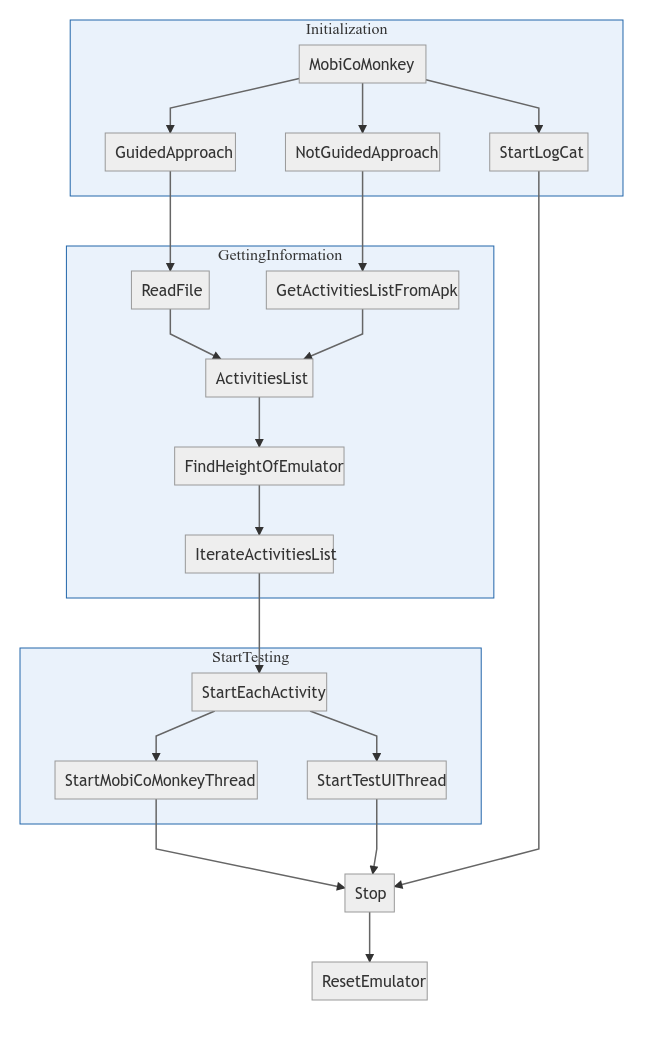 Initialization
MobiCoMonkey
GuidedApproach
NotGuidedApproach
StartLogCat
GettingInformation
ReadFile
GetActivitiesListFromApk
ActivitiesList
FindHeightOfEmulator
IterateActivitiesList
StartTesting
StartEachActivity
StartMobiCoMonkeyThread
StartTestUIThread
Stop
ResetEmulator